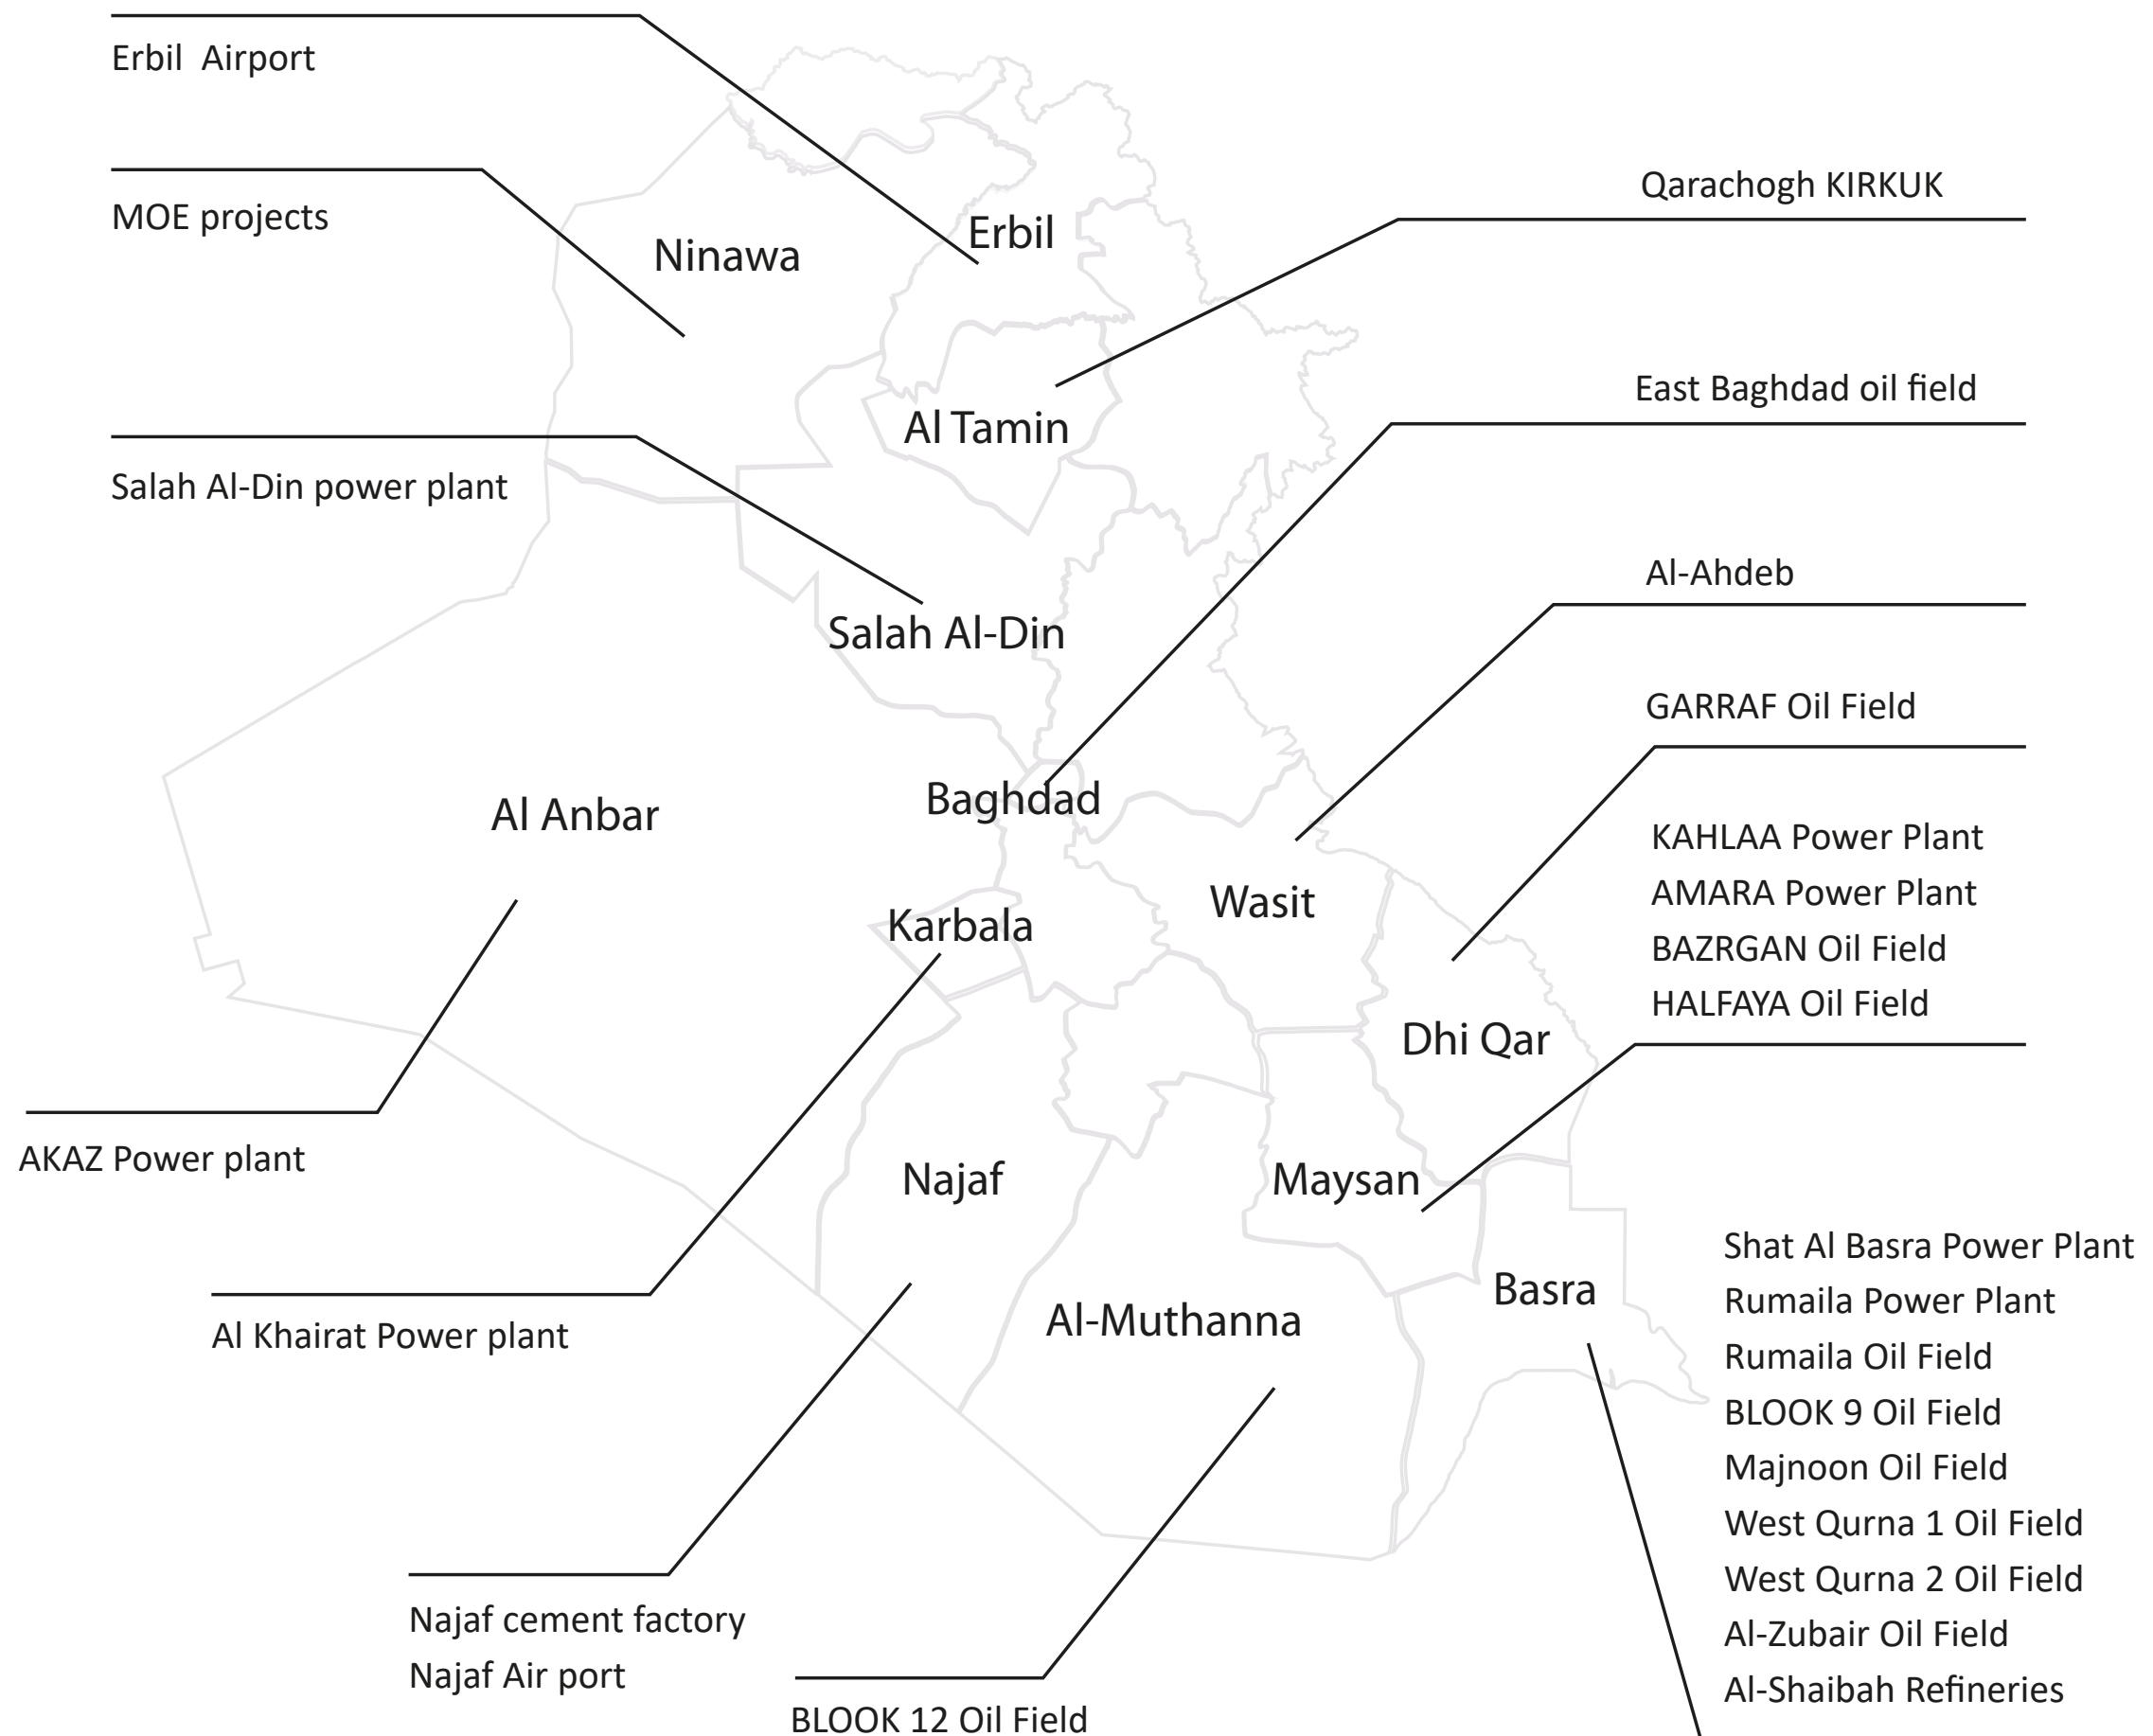 Erbil  Airport
MOE projects
Qarachogh KIRKUK
Erbil
Ninawa
East Baghdad oil field
Al Tamin
Salah Al-Din power plant
Al-Ahdeb
Salah Al-Din
GARRAF Oil Field
Baghdad
Al Anbar
KAHLAA Power Plant
AMARA Power Plant
BAZRGAN Oil Field
HALFAYA Oil Field
Wasit
Karbala
Dhi Qar
AKAZ Power plant
Najaf
Maysan
Basra
Al-Muthanna
Al Khairat Power plant
Shat Al Basra Power Plant
Rumaila Power Plant
Rumaila Oil Field
BLOOK 9 Oil Field
Majnoon Oil Field
West Qurna 1 Oil Field
West Qurna 2 Oil Field
Al-Zubair Oil Field
Al-Shaibah Refineries
Najaf cement factory
Najaf Air port
BLOOK 12 Oil Field